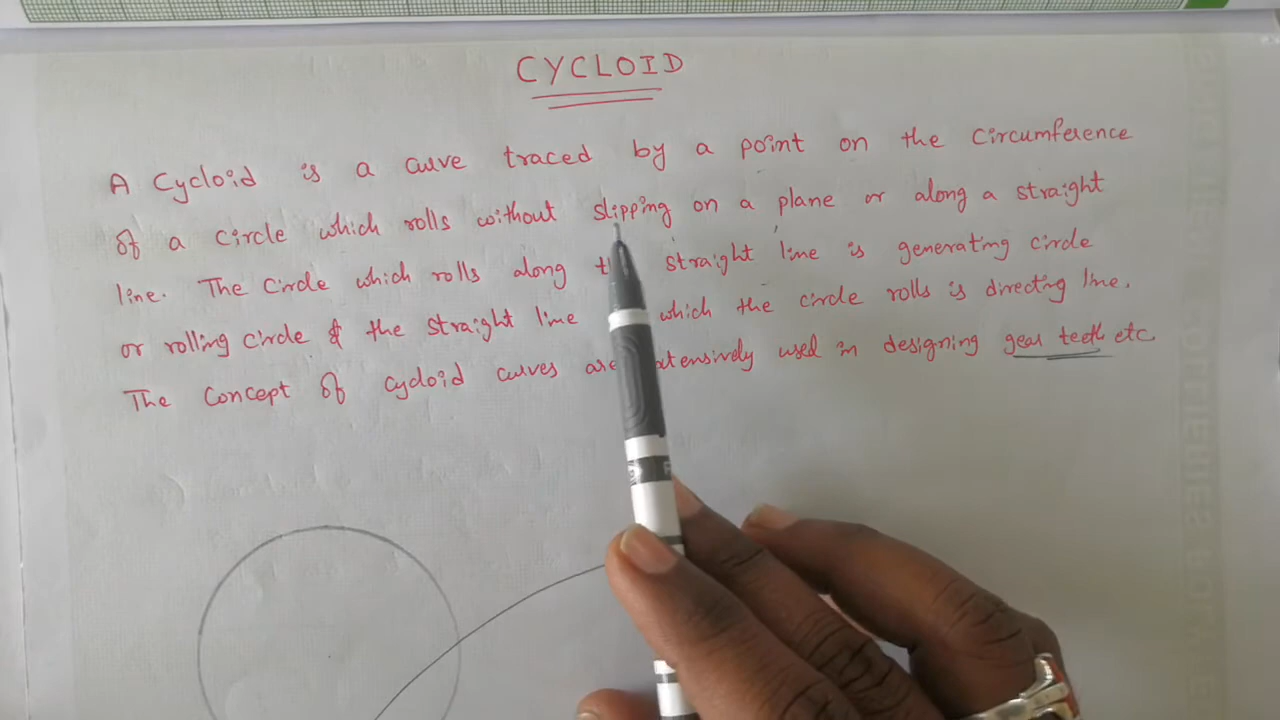 CYCLOID
A Cycloid is a curve traced by a point on the Circumference
of a circle which rolls without slipping on a plane or along a straight
line. The Circle which rolls along straight line is generating circle
or rolling Circle & the straight line which the circle rolls is directing line.
The Concept of cycloid curves are used in designing gear teeth etc